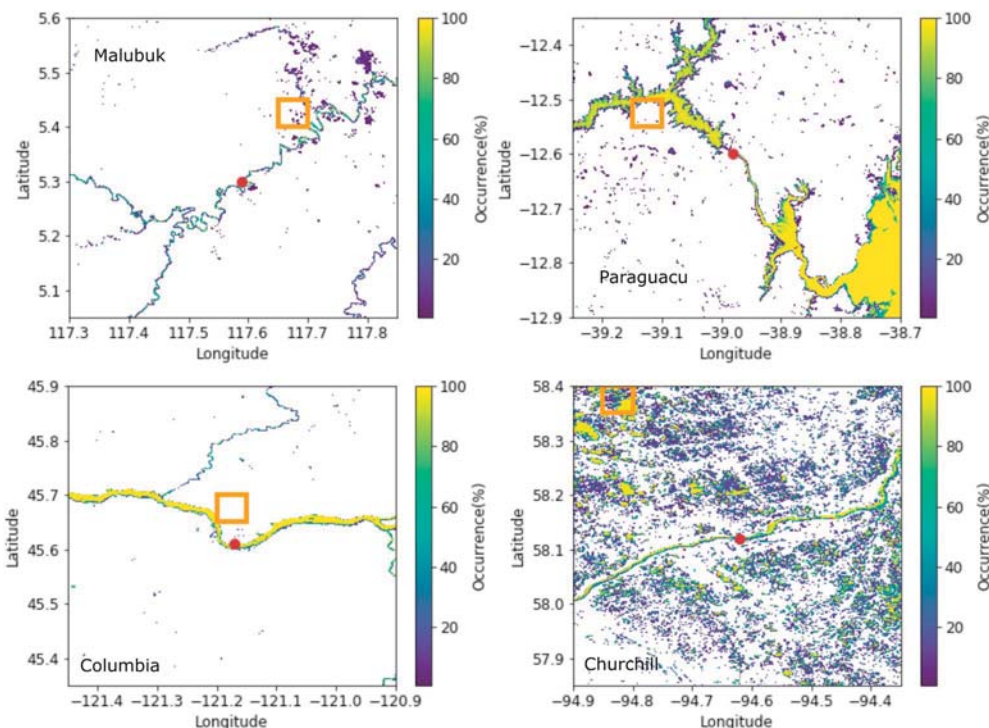 5.6
5.5
5.4
5.3
5.2
5.1
Latitude
Malubuk
117.3 117.4 117.5 117.6 117.7 117.8
Longitude
100
80
60
40
20
Occurrence(%)
−12.4
−12.5
−12.6
−12.7
−12.8
−12.9
Latitude
Paraguacu
−39.2 −39.1 −39.0 −38.9 −38.8 −38.7
Longitude
100
80
60
40
20
Occurrence(%)
45.9
45.8
45.7
45.6
45.5
45.4
Latitude
Columbia
−121.4 −121.3 −121.2 −121.1 −121.0 −120.9
Longitude
100
80
60
40
20
Occurrence(%)
58.4
58.3
58.2
58.1
58.0
57.9
Latitude
Churchill
−94.9 −94.8 −94.7 −94.6 −94.5 −94.4
Longitude
100
80
60
40
20
Occurrence(%)